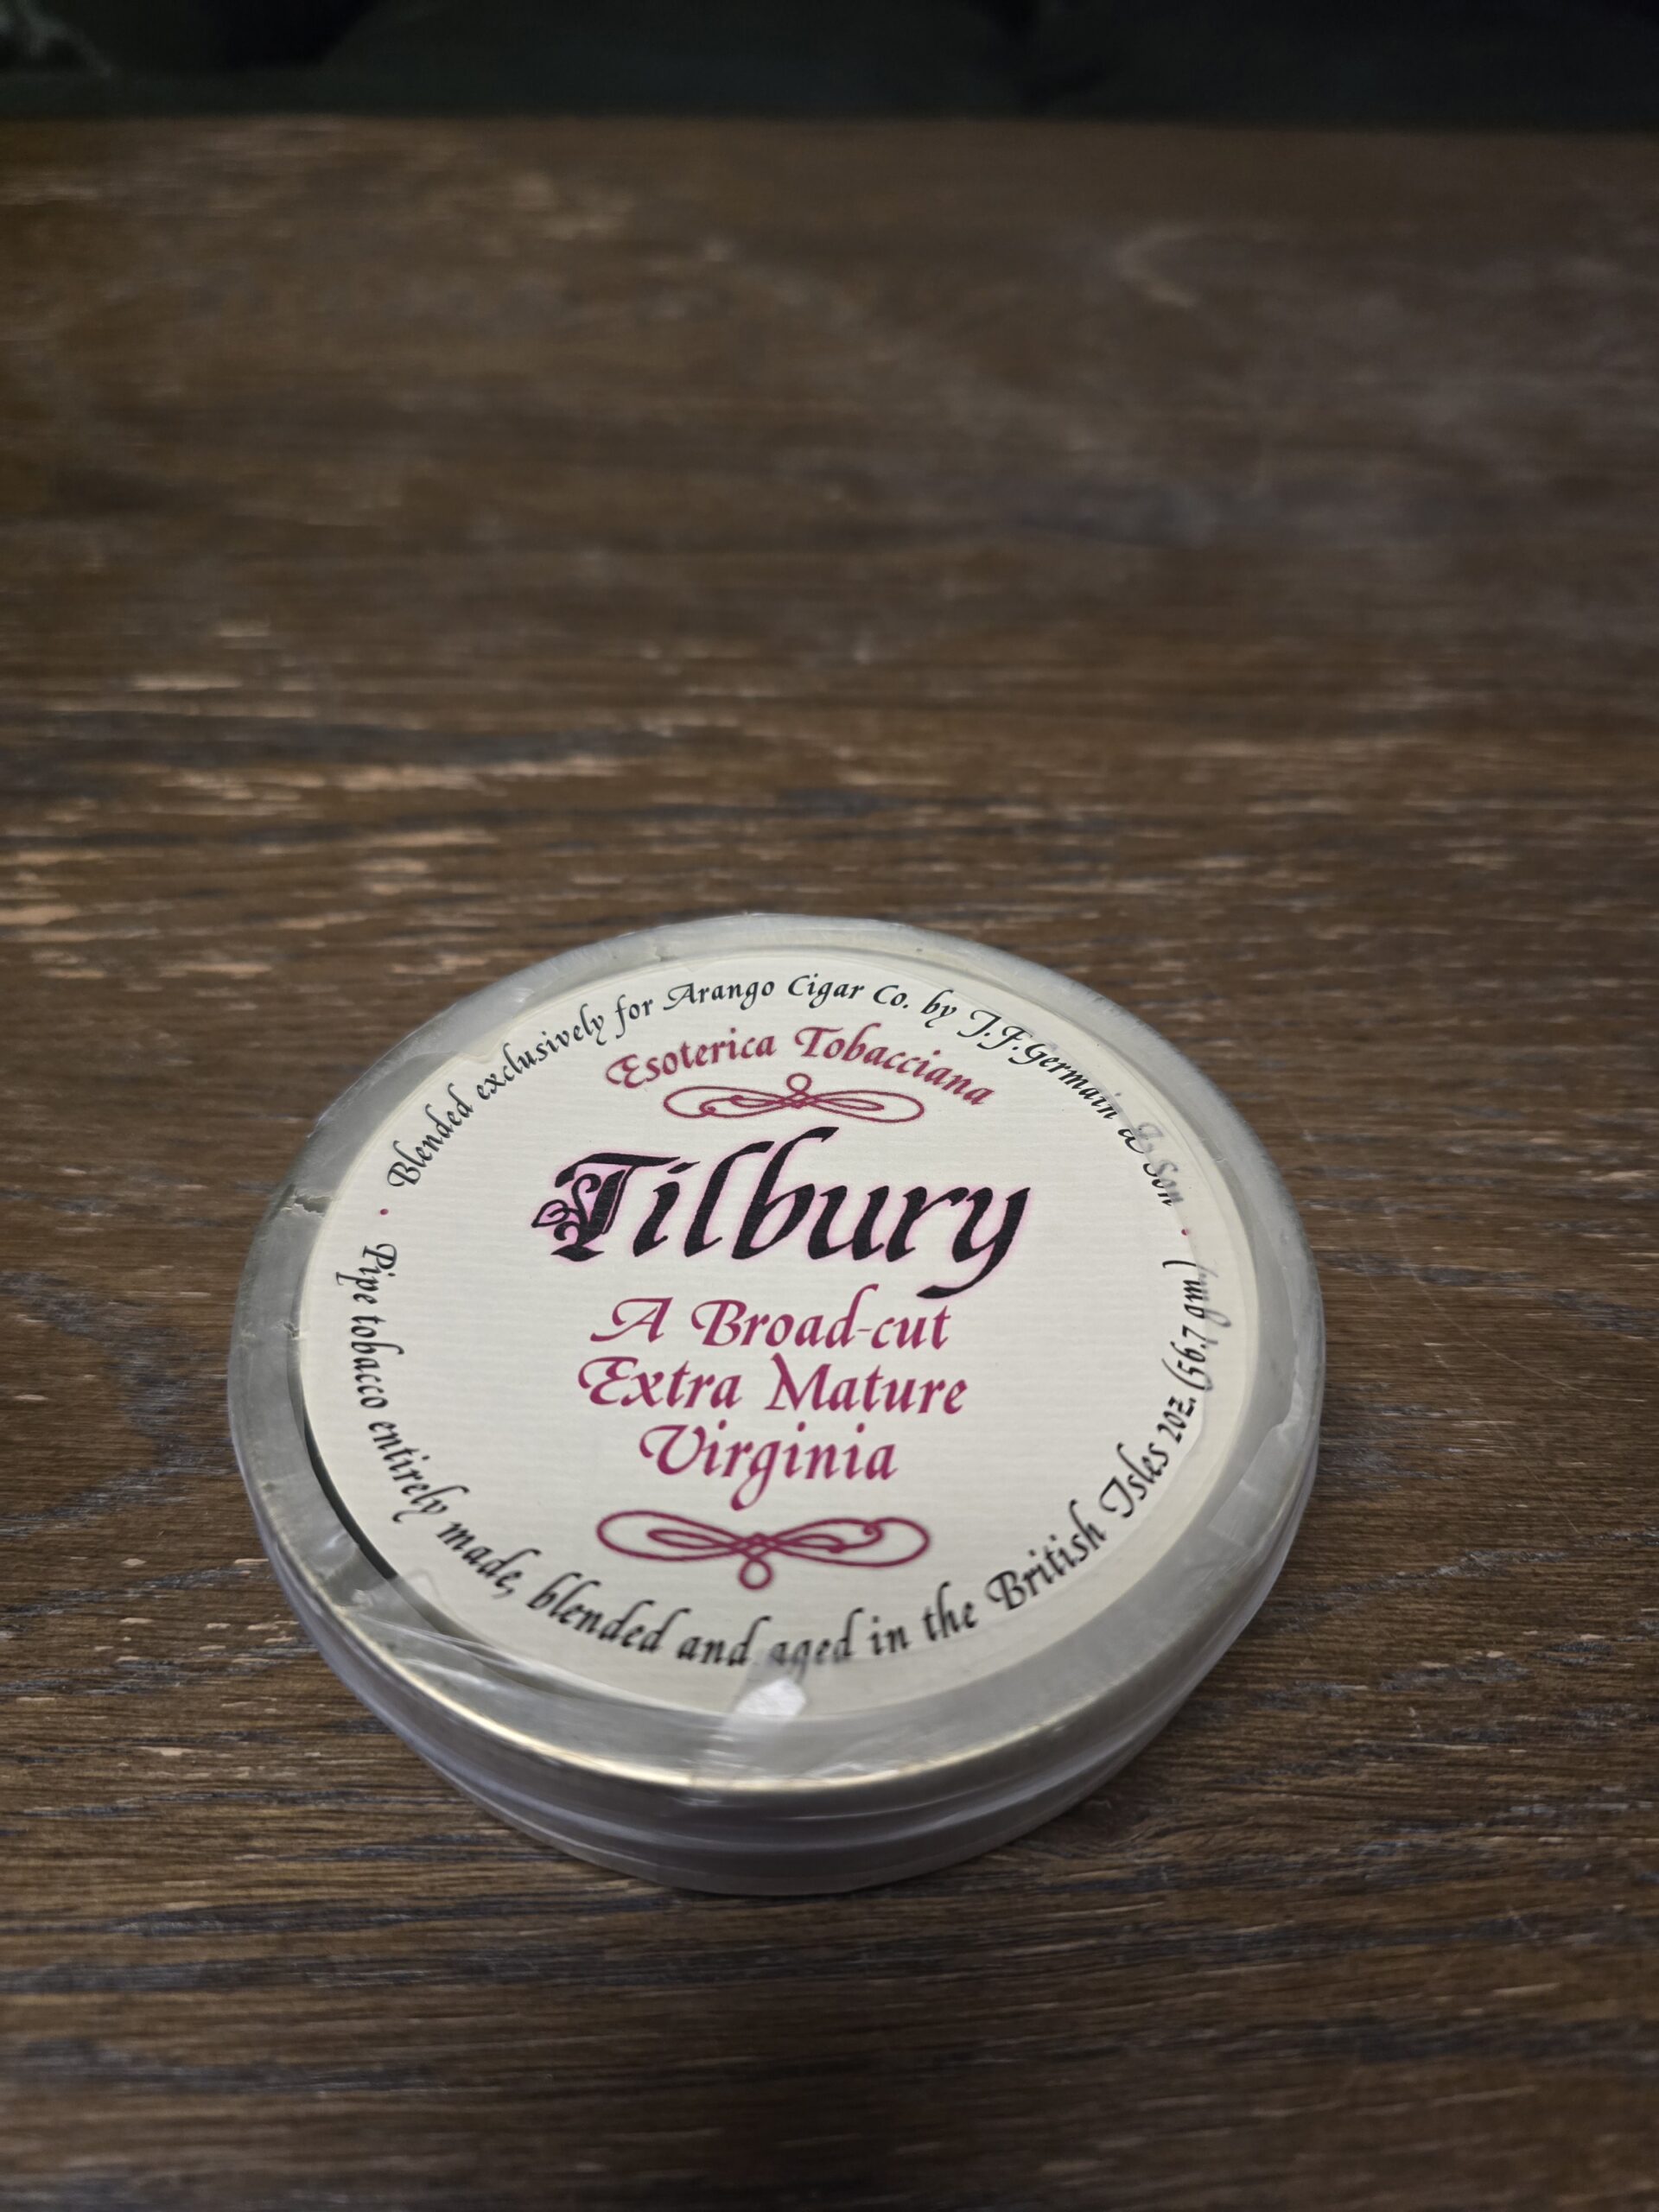 Blended exclusively for Arango Cigar Co. by J.F.Germain & Son
Esoterica Tobacciana
Tilbury
A Broad-cut
Extra Mature
Virginia
Pipe tobacco entirely made, blended and aged in the British Isles 2oz. (56.7 gm.)